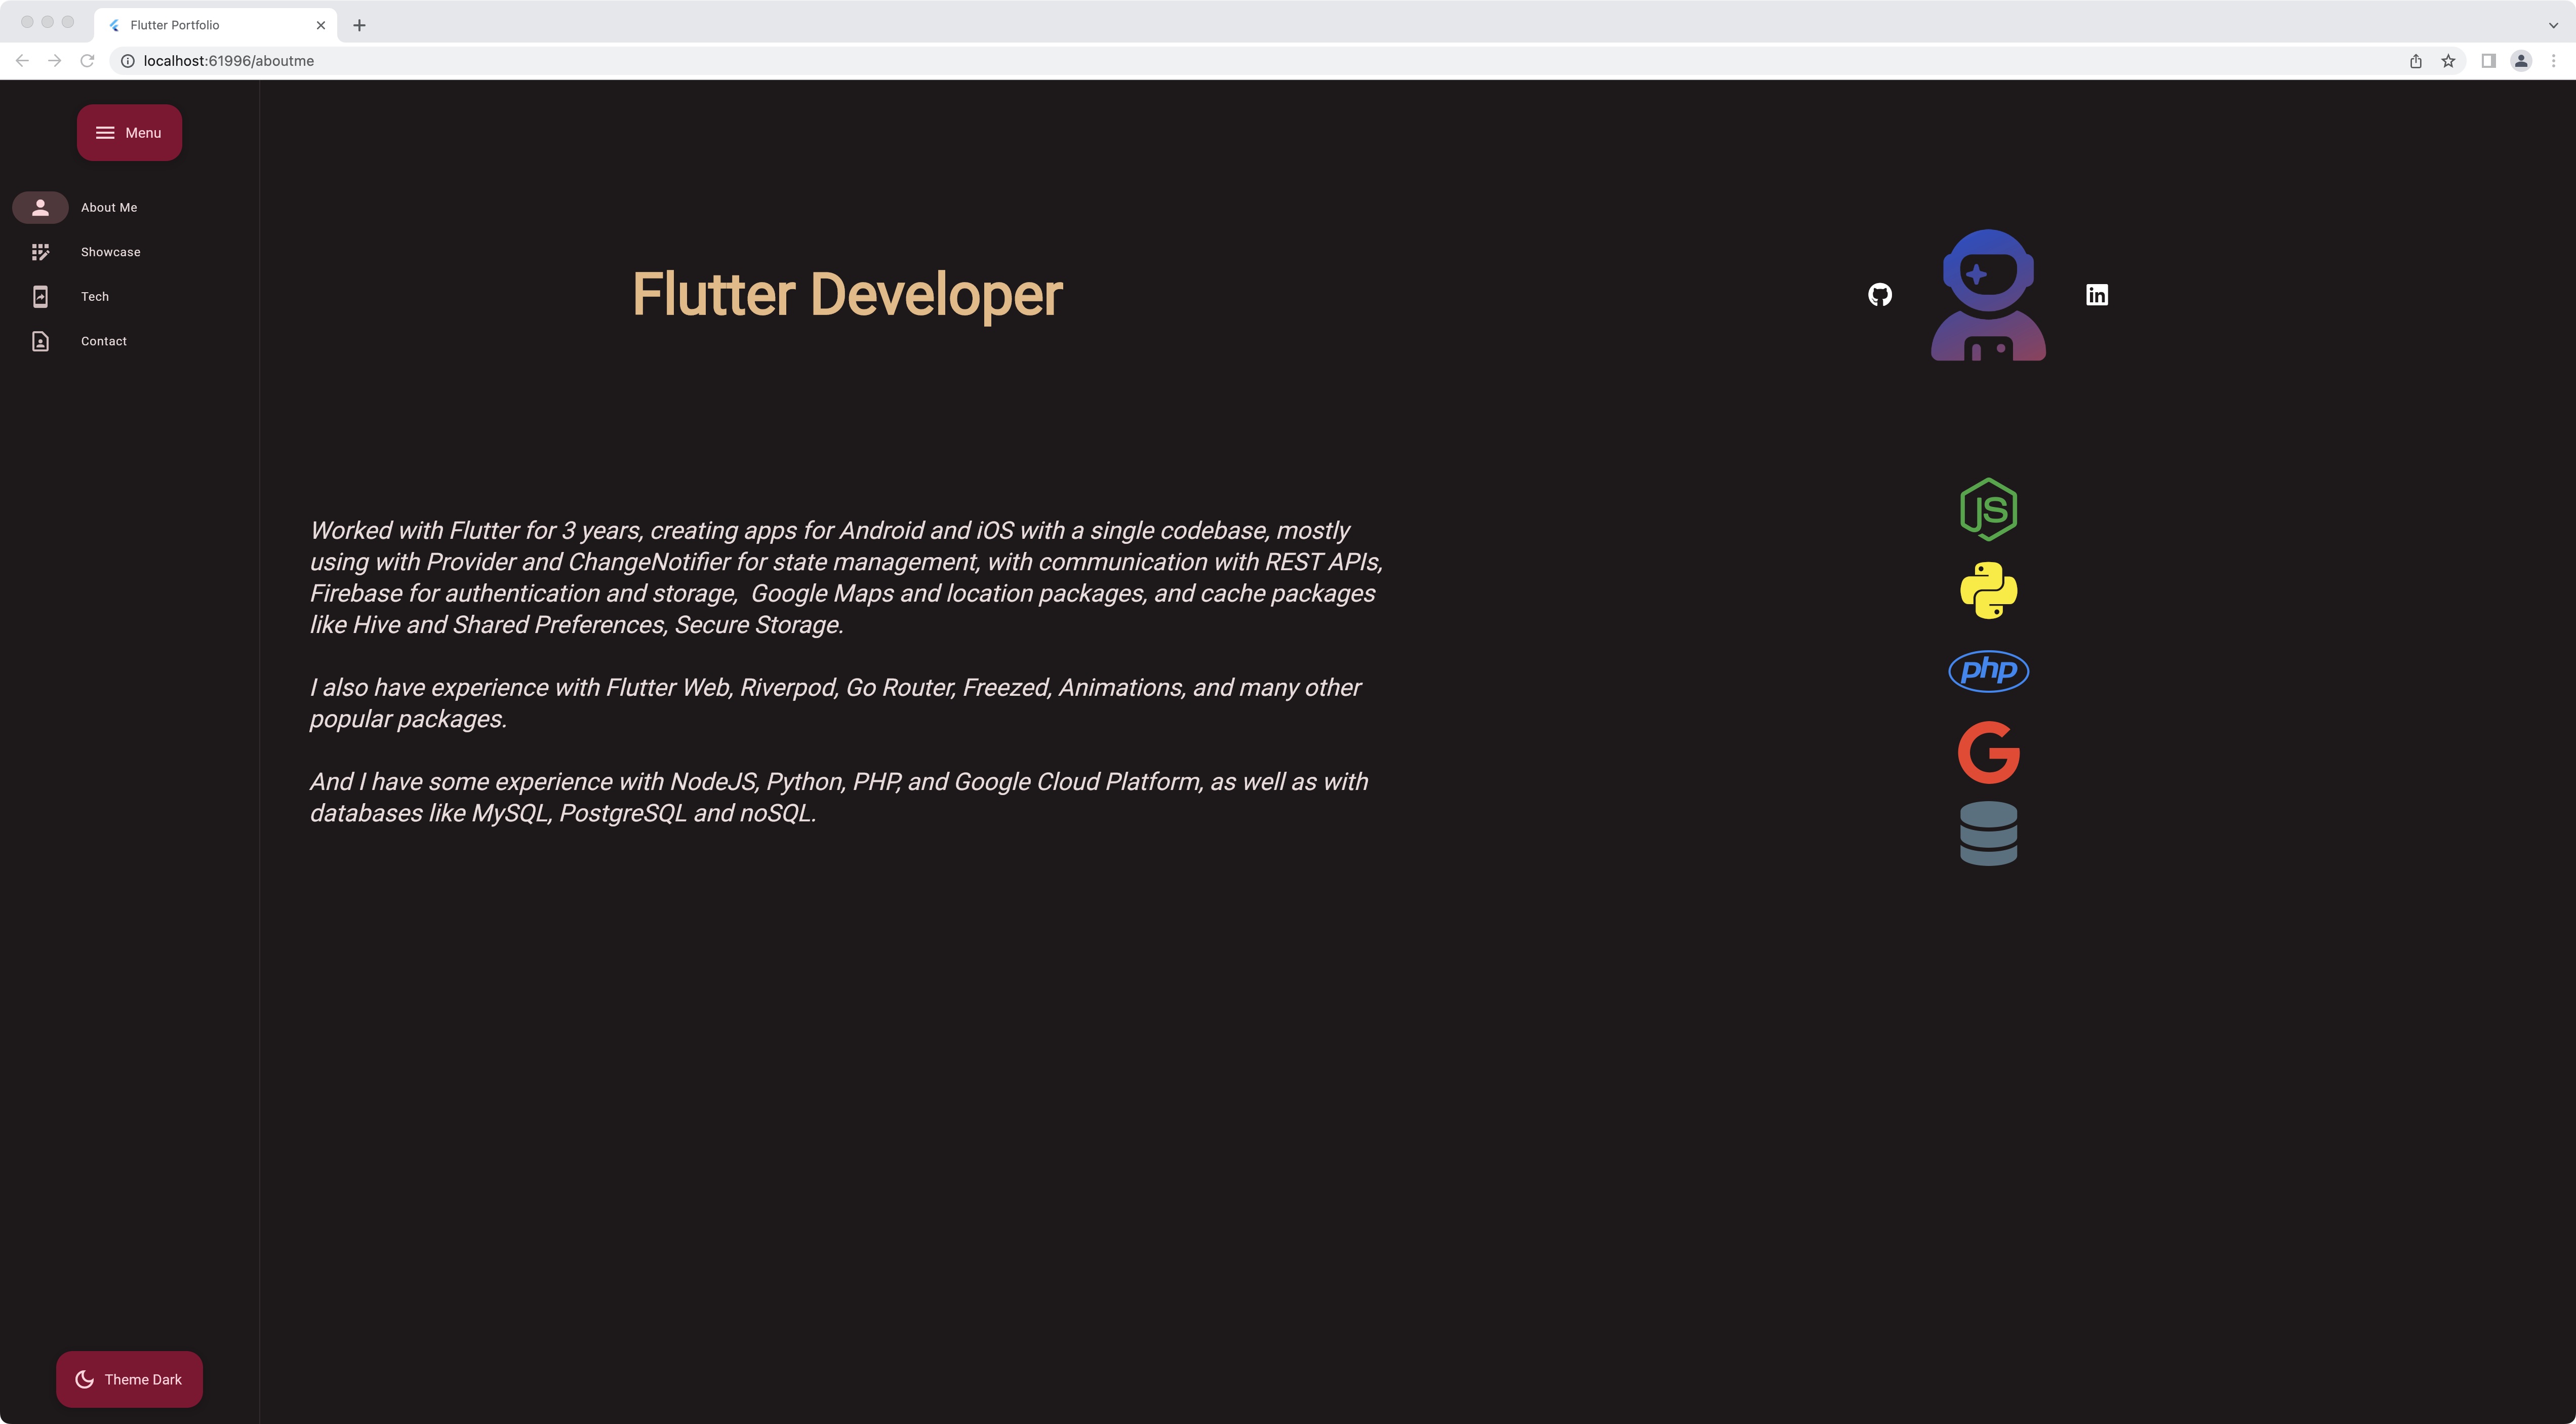 Flutter Portfolio
localhost:61996/aboutme
Menu
About Me
Showcase
Tech
Contact
Flutter Developer
Worked with Flutter for 3 years, creating apps for Android and iOS with a single codebase, mostly
using with Provider and ChangeNotifier for state management, with communication with REST APIs,
Firebase for authentication and storage,  Google Maps and location packages, and cache packages
like Hive and Shared Preferences, Secure Storage.
I also have experience with Flutter Web, Riverpod, Go Router, Freezed, Animations, and many other
popular packages.
And I have some experience with NodeJS, Python, PHP, and Google Cloud Platform, as well as with
databases like MySQL, PostgreSQL and noSQL.
in
JS
php
G
Theme Dark